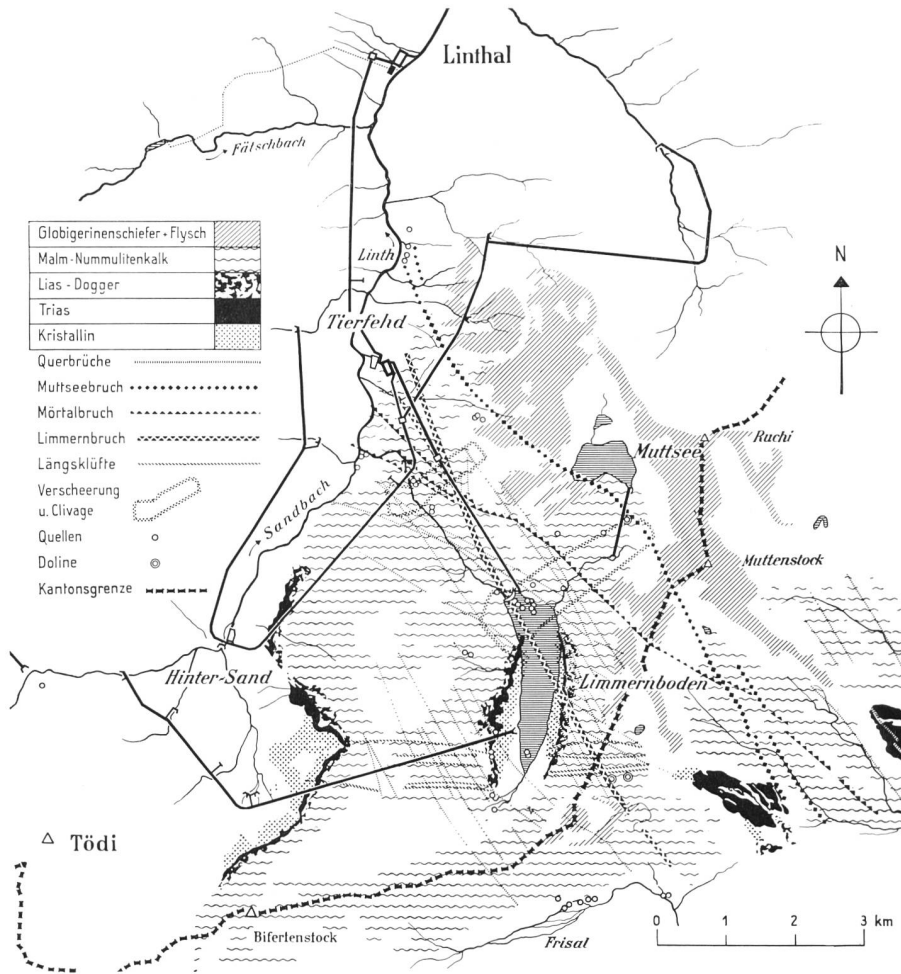 Linthal
Fätschbach
Globigerinenschiefer + Flysch
Malm-Nummulitenkalk
Lias - Dogger
Trias
Kristallin
Querbrüche
Muttseebruch
Mörtalbruch
Limmernbruch
Längsklüfte
Verscheerung
u. Clivage
Quellen
Doline
Kantonsgrenze
Linth
N
Tierfehd
Muttsee
Ruchi
Sandbach
Muttenstock
Hinter-Sand
Limmernboden
Tödi
Bifertenstock
Frisal
0 1 2 3 km